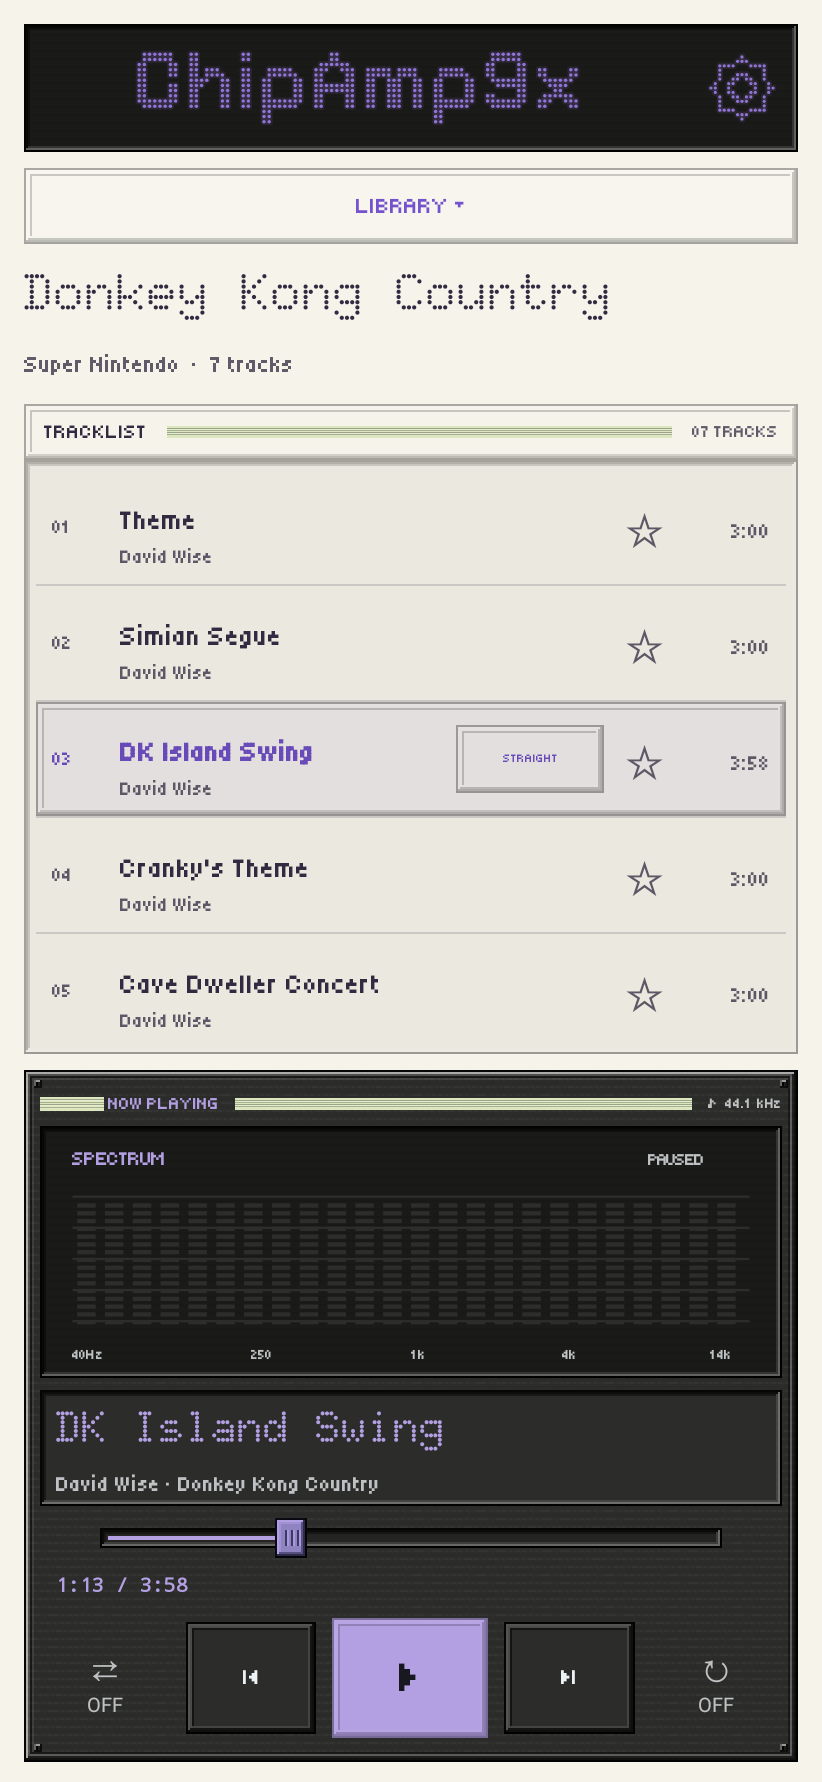 ChipAmp9x
LIBRARY ▾
Donkey Kong Country
Super Nintendo · 7 tracks
TRACKLIST 07 TRACKS
01 Theme ☆ 3:00
David Wise
02 Simian Segue ☆ 3:00
David Wise
03 DK Island Swing STRAIGHT ☆ 3:58
David Wise
04 Cranky's Theme ☆ 3:00
David Wise
05 Cave Dweller Concert ☆ 3:00
David Wise
NOW PLAYING ♪ 44.1 kHz
SPECTRUM PAUSED
40Hz 250 1k 4k 14k
DK Island Swing
David Wise · Donkey Kong Country
1:13 / 3:58
OFF OFF